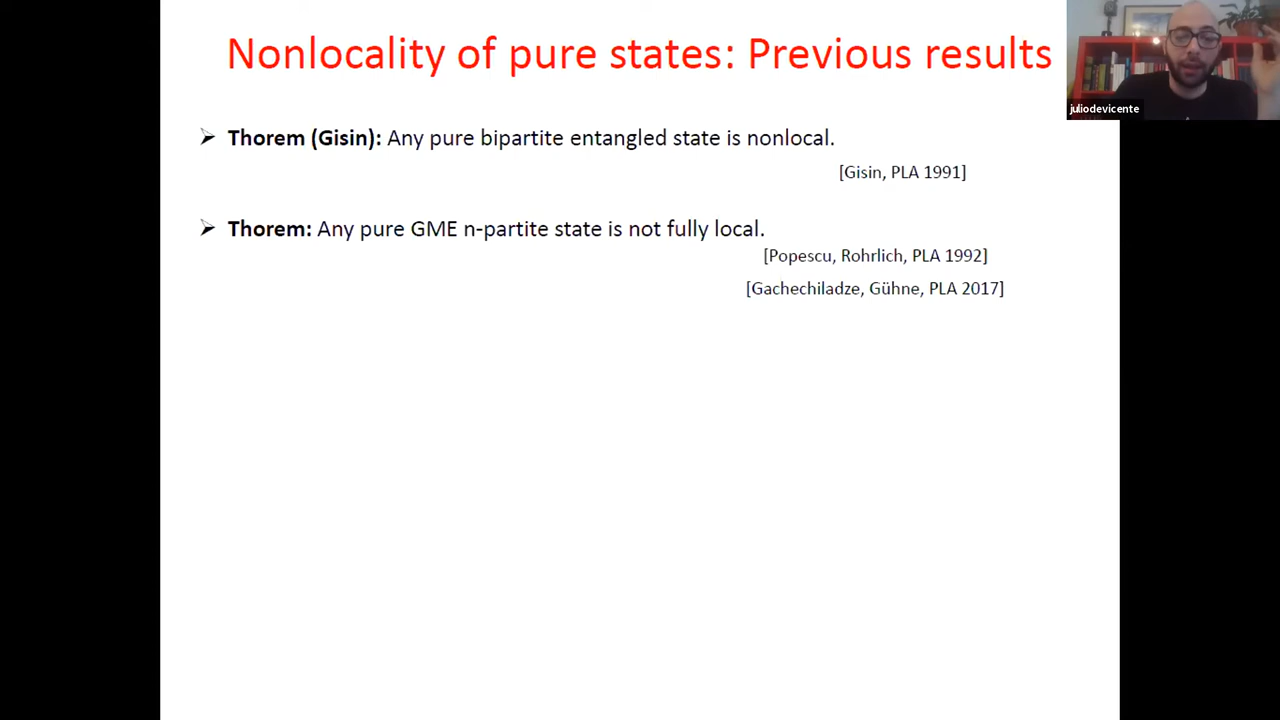 Nonlocality of pure states: Previous results
juliodevicente
➢ Thorem (Gisin): Any pure bipartite entangled state is nonlocal.
[Gisin, PLA 1991]
➢ Thorem: Any pure GME n-partite state is not fully local.
[Popescu, Rohrlich, PLA 1992]
[Gachechiladze, Gühne, PLA 2017]